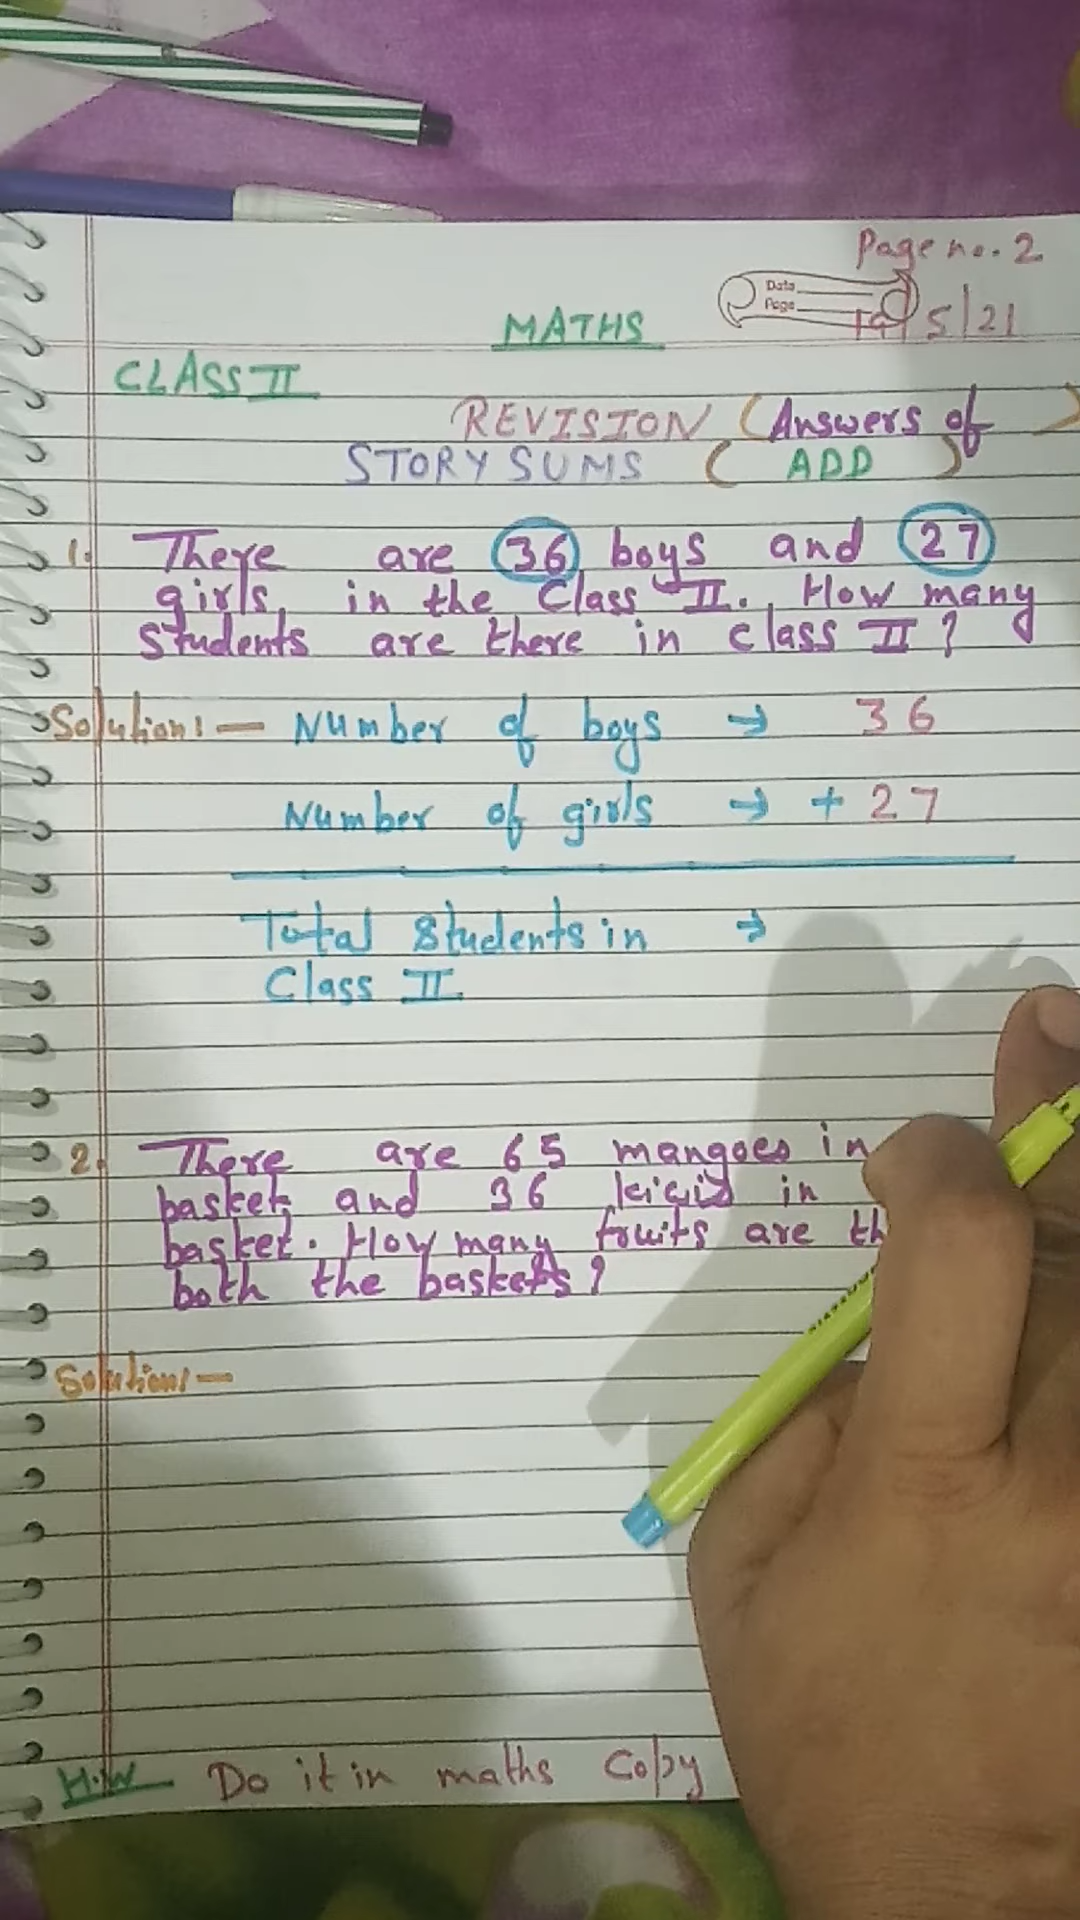 Page no. 2
Date
Page
19/5/21
MATHS
CLASS II
REVISION (Answers of)
STORY SUMS (ADD)
1. There are 36 boys and 27
girls, in the Class II. How many
students are there in class II?
Solution:- Number of boys → 36
Number of girls → + 27
Total Students in →
Class II
2. There are 65 mangoes in
basket and 36 in
basket. How many fruits are th
both the baskets?
Solution:-
H.W Do it in maths Copy